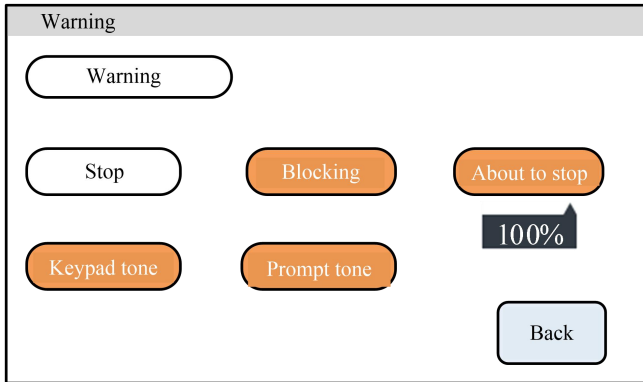 Warning
Warning
Stop
Blocking
About to stop
100%
Keypad tone
Prompt tone
Back